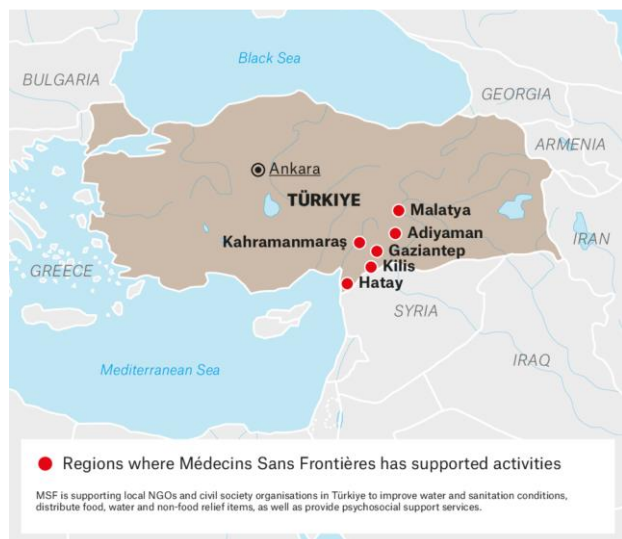 BULGARIA
Black Sea
GEORGIA
ARMENIA
Ankara
TÜRKIYE
Malatya
Adiyaman
Kahramanmaraş
Gaziantep
IRAN
GREECE
Kilis
Hatay
SYRIA
IRAQ
Mediterranean Sea
Regions where Médecins Sans Frontières has supported activities
MSF is supporting local NGOs and civil society organisations in Türkiye to improve water and sanitation conditions,
distribute food, water and non-food relief items, as well as provide psychosocial support services.